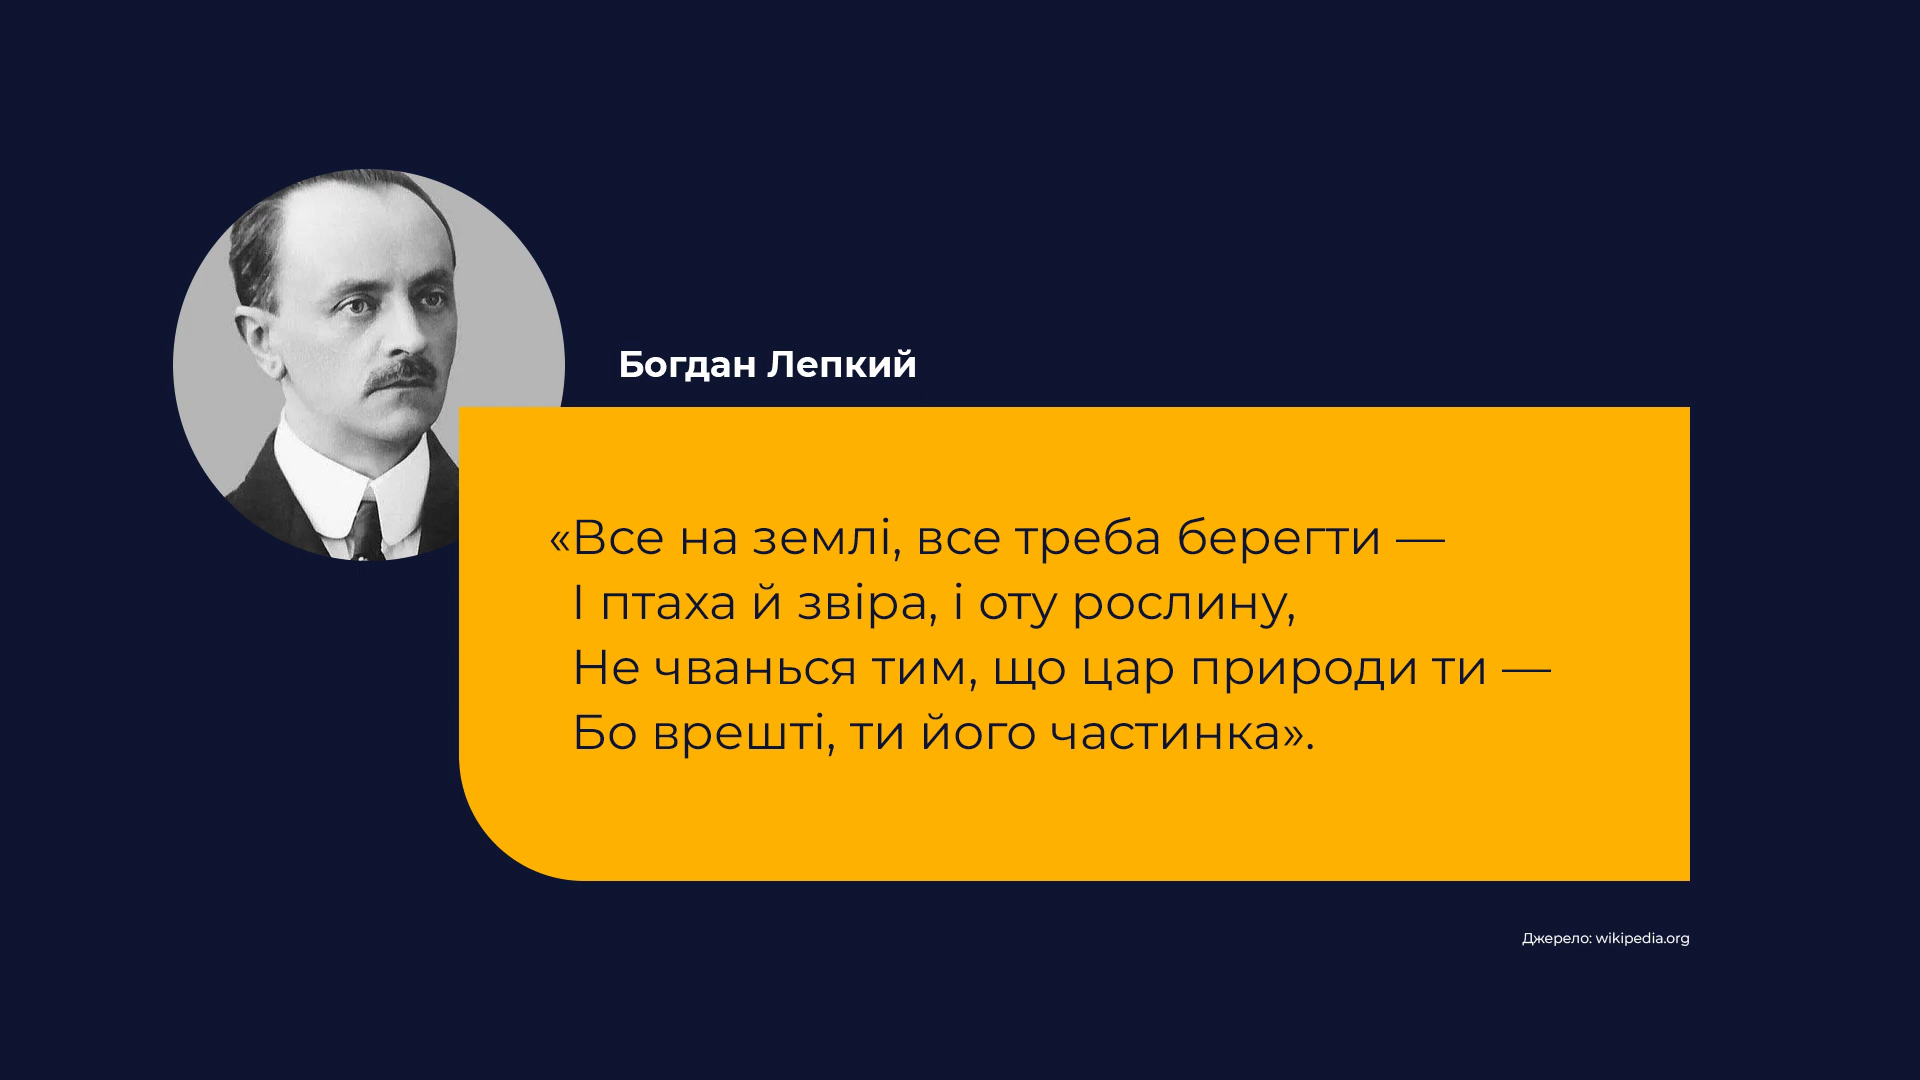 Богдан Лепкий
«Все на землі, все треба берегти —
І птаха й звіра, і оту рослину,
Не чванься тим, що цар природи ти —
Бо врешті, ти його частинка».
Джерело: wikipedia.org